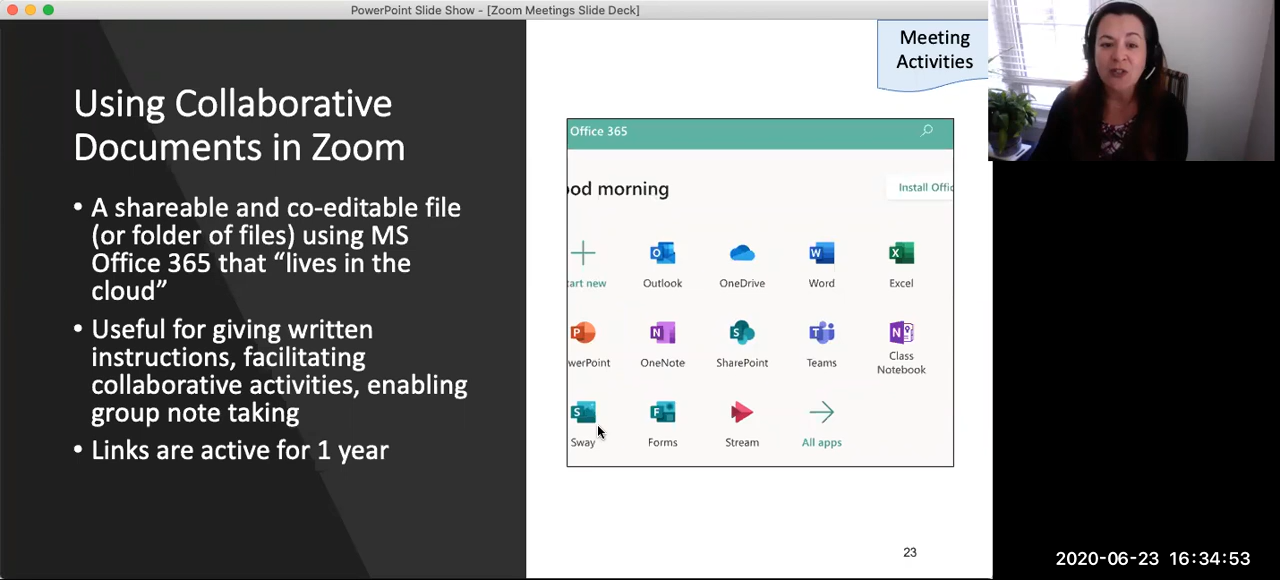 PowerPoint Slide Show - [Zoom Meetings Slide Deck]
Meeting
Activities
Using Collaborative
Documents in Zoom
• A shareable and co-editable file
(or folder of files) using MS
Office 365 that “lives in the
cloud”
• Useful for giving written
instructions, facilitating
collaborative activities, enabling
group note taking
• Links are active for 1 year
Office 365
ood morning
Install Offic
art new
Outlook
OneDrive
Word
Excel
werPoint
OneNote
SharePoint
Teams
Class
Notebook
Sway
Forms
Stream
All apps
23
2020-06-23 16:34:53